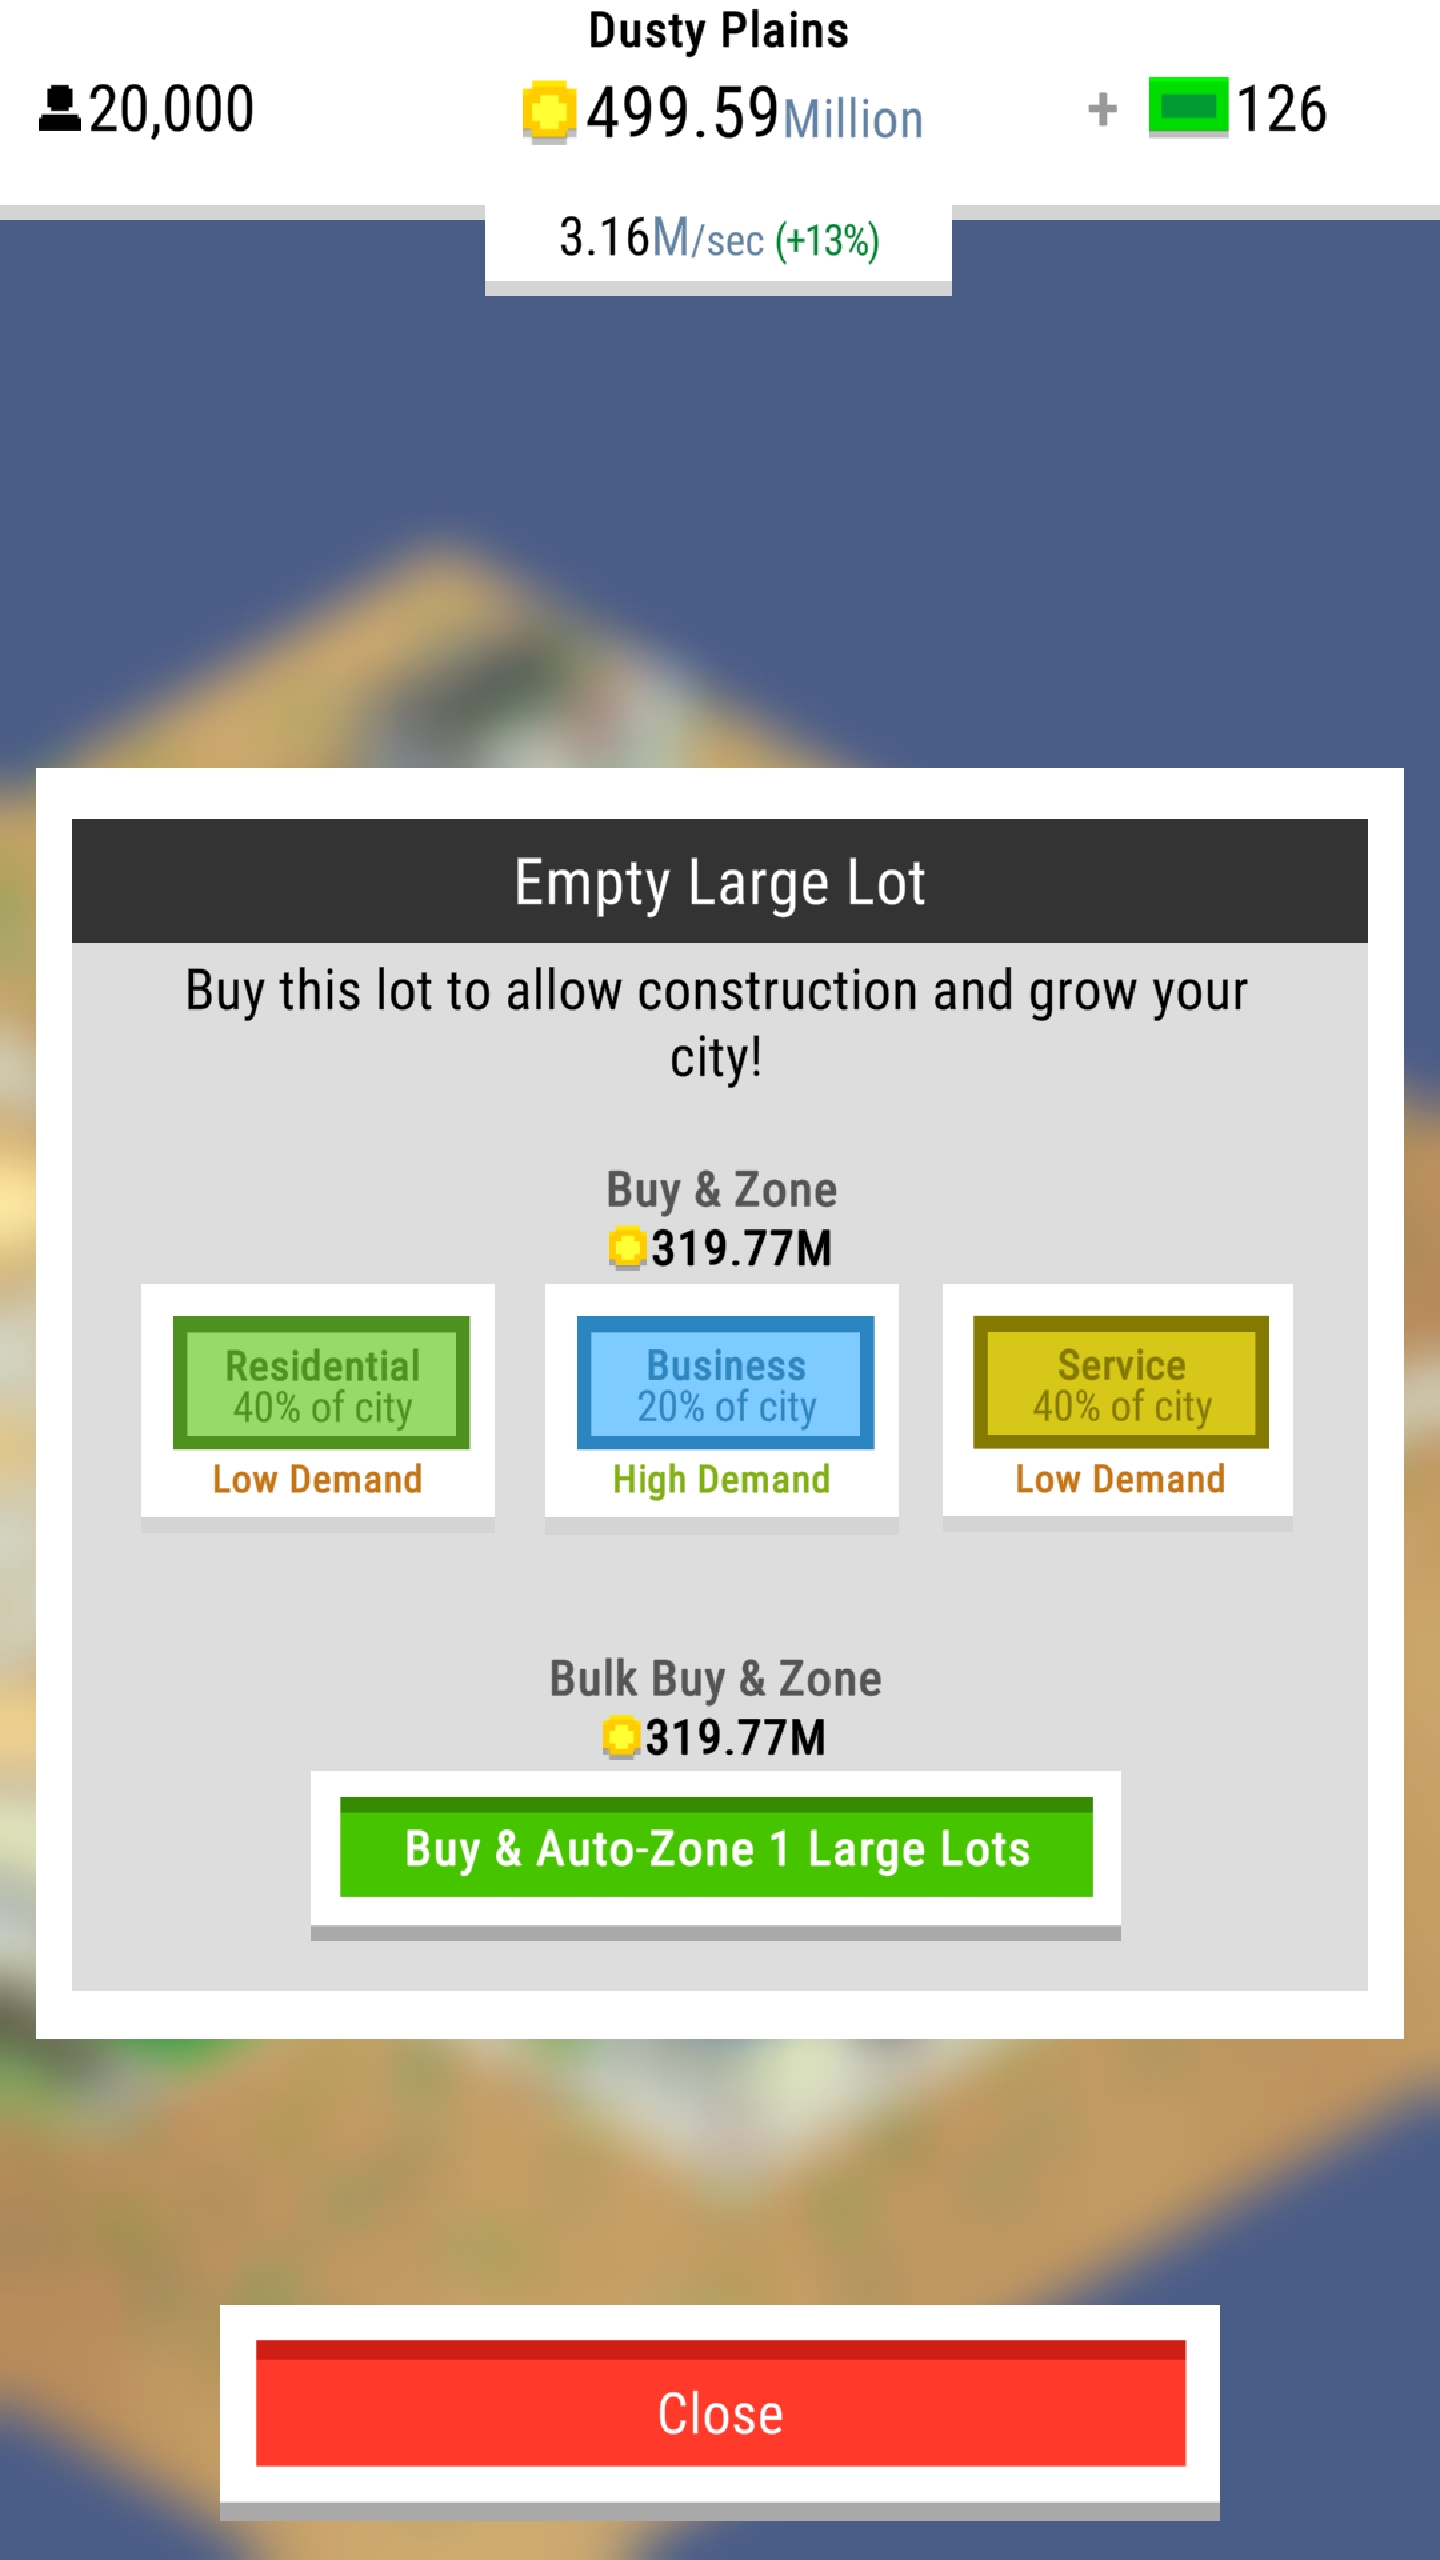 Dusty Plains
20,000
499.59Million
+ 126
3.16M/sec (+13%)
Empty Large Lot
Buy this lot to allow construction and grow your
city!
Buy & Zone
319.77M
Residential
40% of city
Low Demand
Business
20% of city
High Demand
Service
40% of city
Low Demand
Bulk Buy & Zone
319.77M
Buy & Auto-Zone 1 Large Lots
Close